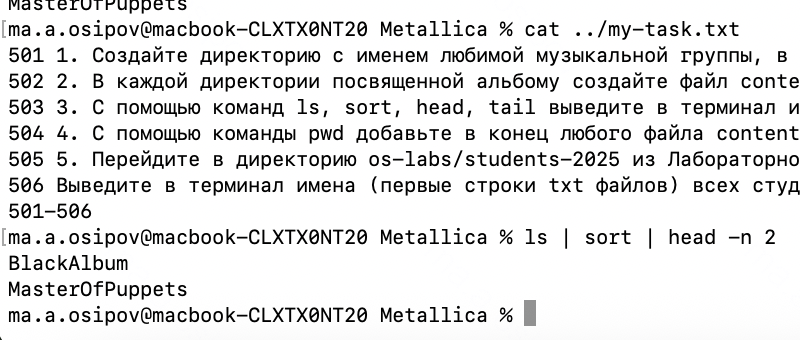 MasterOfPuppets
[ma.a.osipov@macbook-CLXTX0NT20 Metallica % cat ../my-task.txt
501 1. Создайте директорию с именем любимой музыкальной группы, в
502 2. В каждой директории посвященной альбому создайте файл conte
503 3. С помощью команд ls, sort, head, tail выведите в терминал и
504 4. С помощью команды pwd добавьте в конец любого файла content
505 5. Перейдите в директорию os-labs/students-2025 из Лабораторно
506 Выведите в терминал имена (первые строки txt файлов) всех студ
501-506
[ma.a.osipov@macbook-CLXTX0NT20 Metallica % ls | sort | head -n 2
BlackAlbum
MasterOfPuppets
ma.a.osipov@macbook-CLXTX0NT20 Metallica %